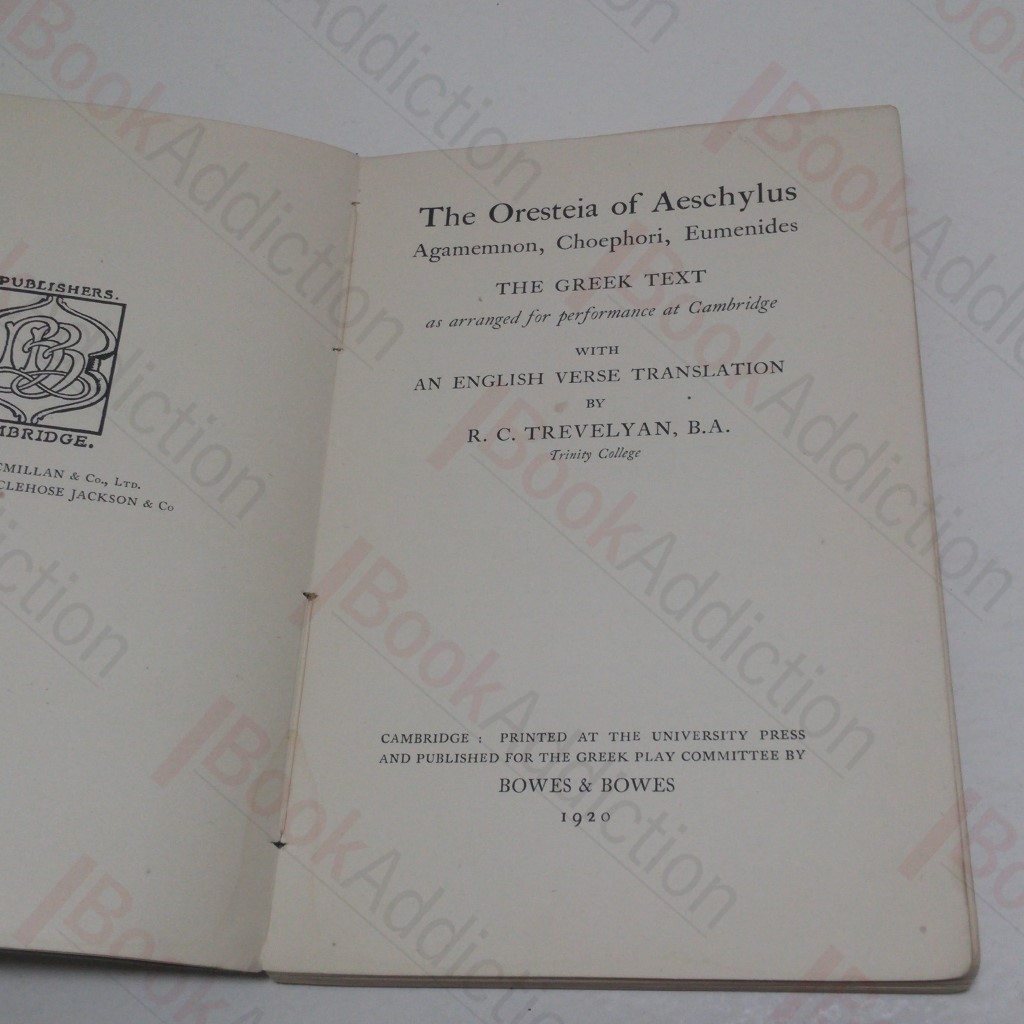 PUBLISHERS.
BB
MBRIDGE.
CMILLAN & Co., LTD.
CLEHOSE JACKSON & Co
The Oresteia of Aeschylus
Agamemnon, Choephori, Eumenides
THE GREEK TEXT
as arranged for performance at Cambridge
WITH
AN ENGLISH VERSE TRANSLATION
BY
R. C. TREVELYAN, B.A.
Trinity College
CAMBRIDGE : PRINTED AT THE UNIVERSITY PRESS
AND PUBLISHED FOR THE GREEK PLAY COMMITTEE BY
BOWES & BOWES
1920
BookAddiction